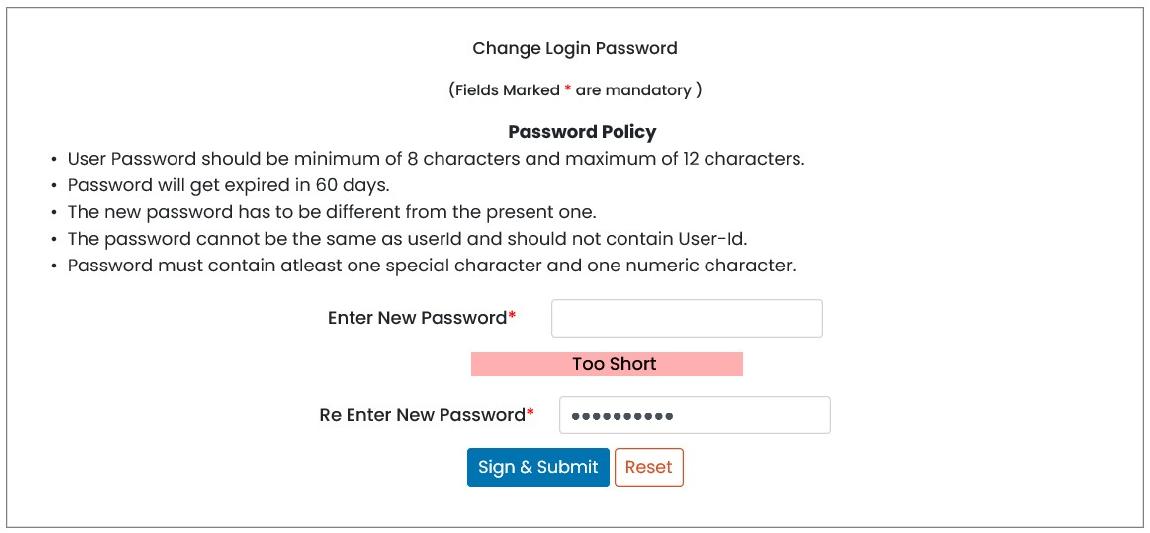 Change Login Password
(Fields Marked * are mandatory )
Password Policy
• User Password should be minimum of 8 characters and maximum of 12 characters.
• Password will get expired in 60 days.
• The new password has to be different from the present one.
• The password cannot be the same as userId and should not contain User-Id.
• Password must contain atleast one special character and one numeric character.
Enter New Password*
Too Short
Re Enter New Password* ••••••••••
Sign & Submit Reset